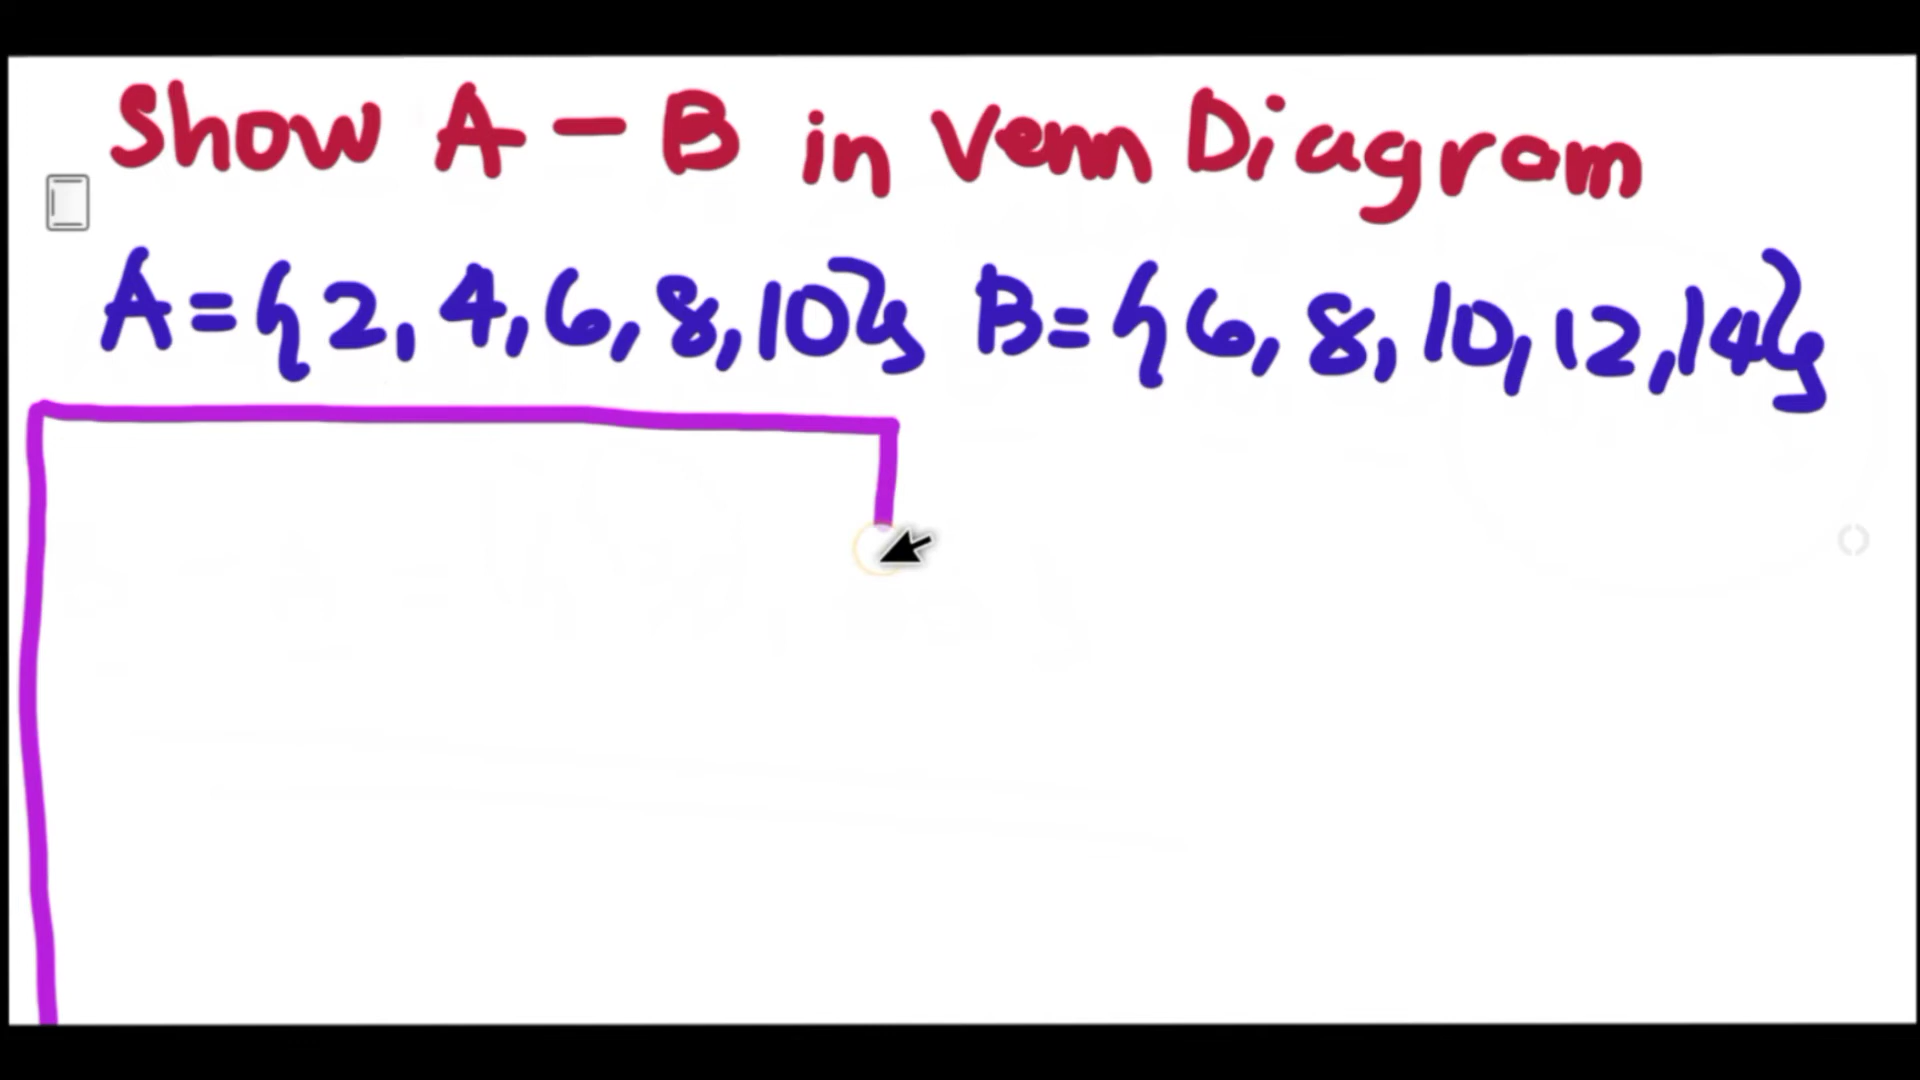 Show A - B in Venn Diagram
A = {2, 4, 6, 8, 10} B = {6, 8, 10, 12, 14}